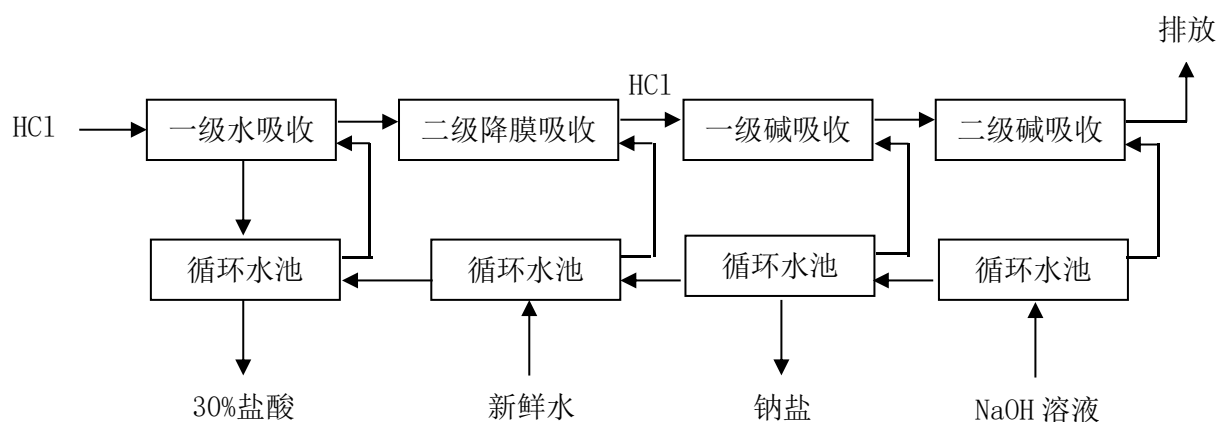 排放
HCl
HCl
一级水吸收
二级降膜吸收
一级碱吸收
二级碱吸收
循环水池
循环水池
循环水池
循环水池
30%盐酸
新鲜水
钠盐
NaOH 溶液